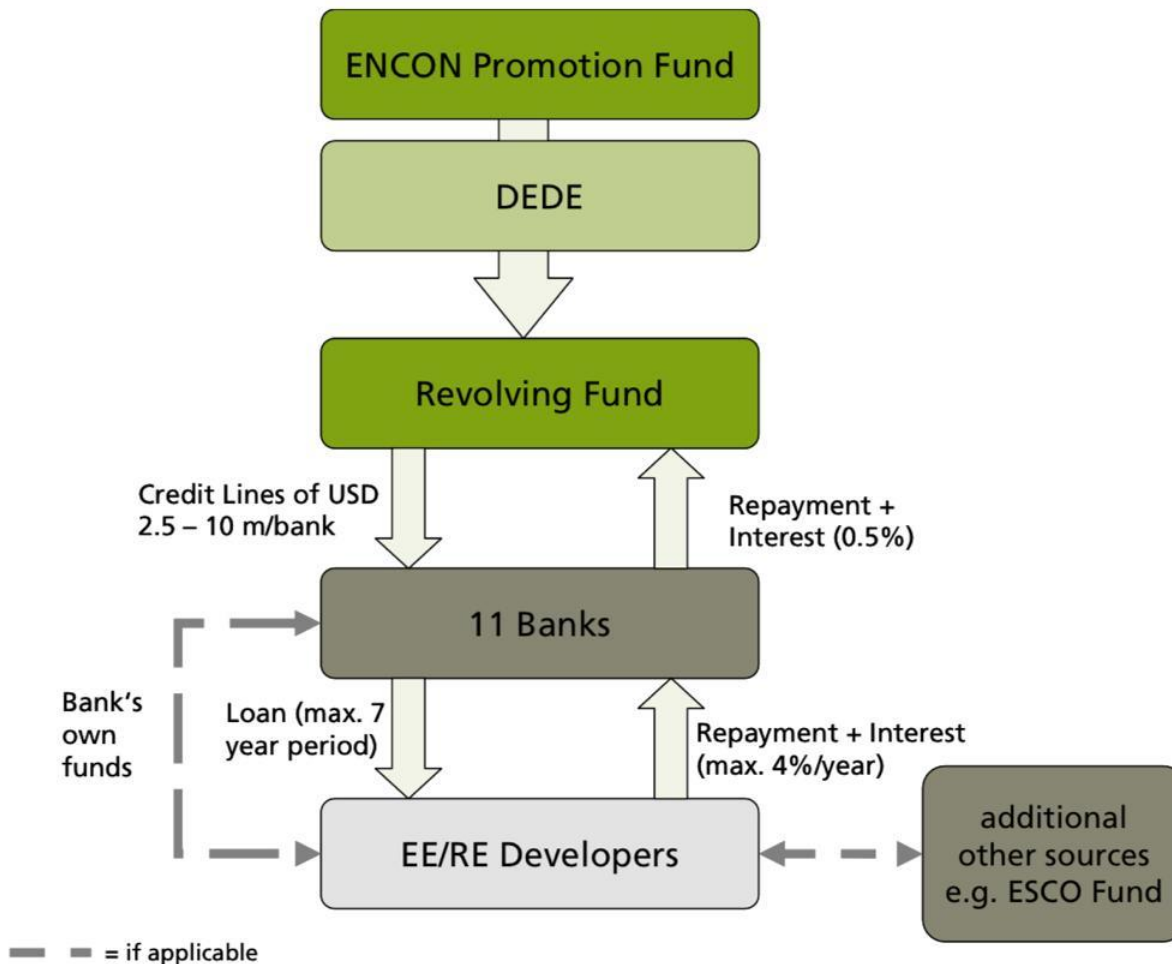 ENCON Promotion Fund
DEDE
Revolving Fund
Credit Lines of USD
2.5 – 10 m/bank
Repayment +
Interest (0.5%)
11 Banks
Bank‘s
own
funds
Loan (max. 7
year period)
Repayment + Interest
(max. 4%/year)
EE/RE Developers
additional
other sources
e.g. ESCO Fund
= if applicable